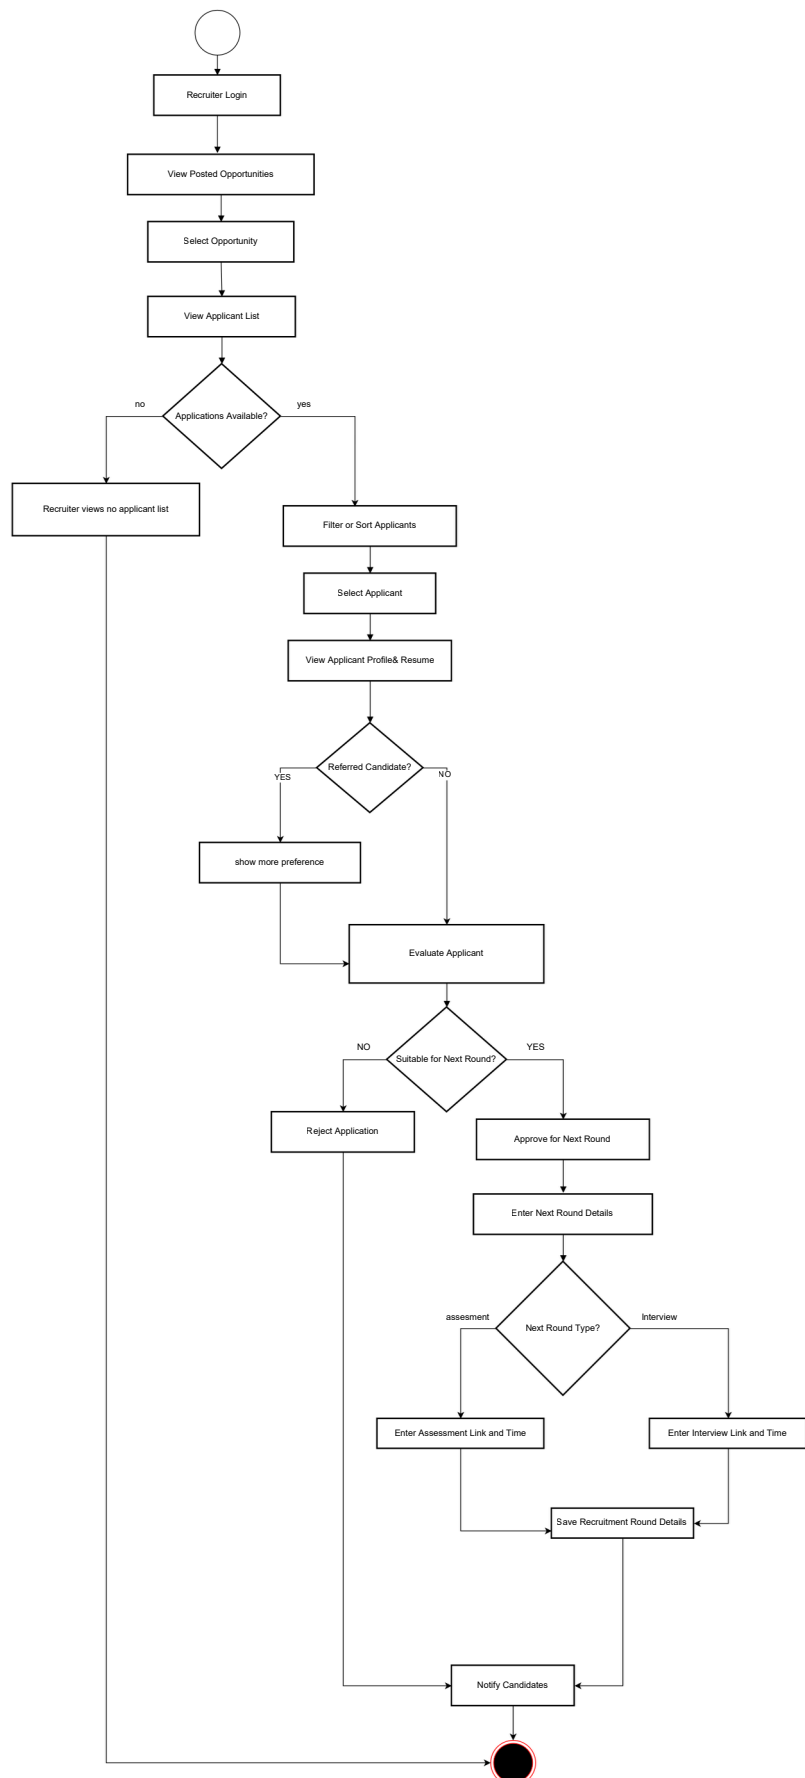 Recruiter Login
View Posted Opportunities
Select Opportunity
View Applicant List
no
Applications Available?
yes
Recruiter views no applicant list
Filter or Sort Applicants
Select Applicant
View Applicant Profile& Resume
Referred Candidate?
YES
NO
show more preference
Evaluate Applicant
NO
Suitable for Next Round?
YES
Reject Application
Approve for Next Round
Enter Next Round Details
assesment
Next Round Type?
Interview
Enter Assessment Link and Time
Enter Interview Link and Time
Save Recruitment Round Details
Notify Candidates